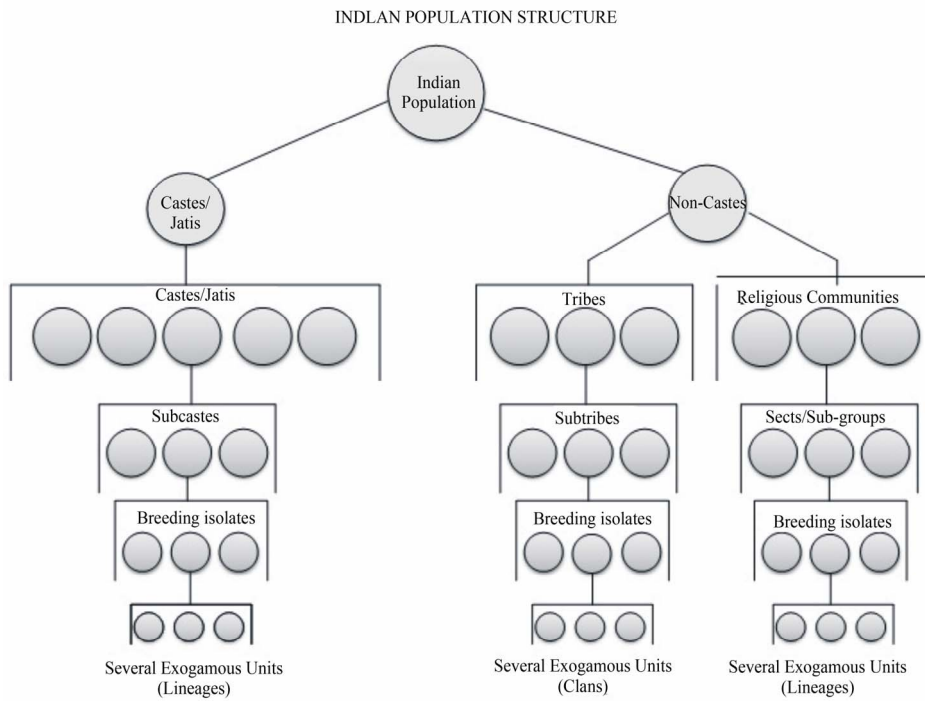 INDLAN POPULATION STRUCTURE
Indian
Population
Castes/
Jatis
Non-Castes
Castes/Jatis
Tribes
Religious Communities
Subcastes
Subtribes
Sects/Sub-groups
Breeding isolates
Breeding isolates
Breeding isolates
Several Exogamous Units
(Lineages)
Several Exogamous Units
(Clans)
Several Exogamous Units
(Lineages)